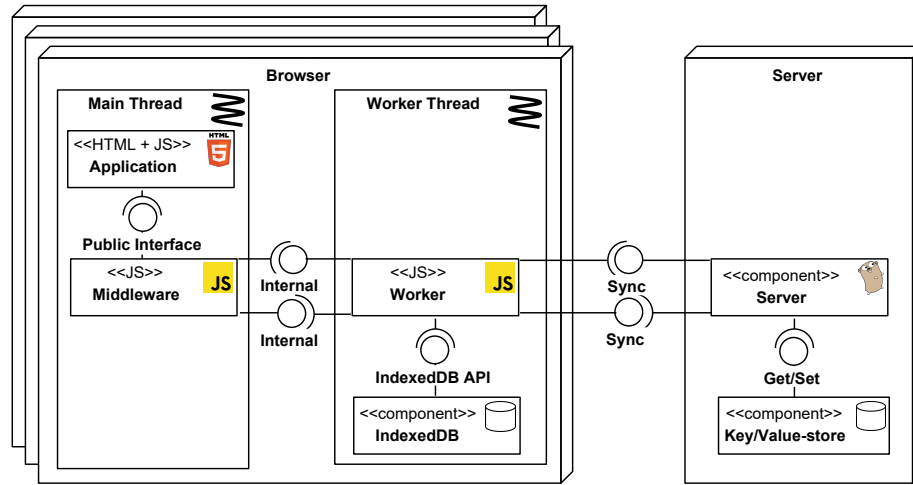 Browser
Server
Main Thread
Worker Thread
<<HTML + JS>>
Application
HTML
5
Public Interface
<<JS>>
Middleware
JS
Internal
Internal
<<JS>>
Worker
JS
Sync
Sync
<<component>>
Server
IndexedDB API
Get/Set
<<component>>
IndexedDB
<<component>>
Key/Value-store